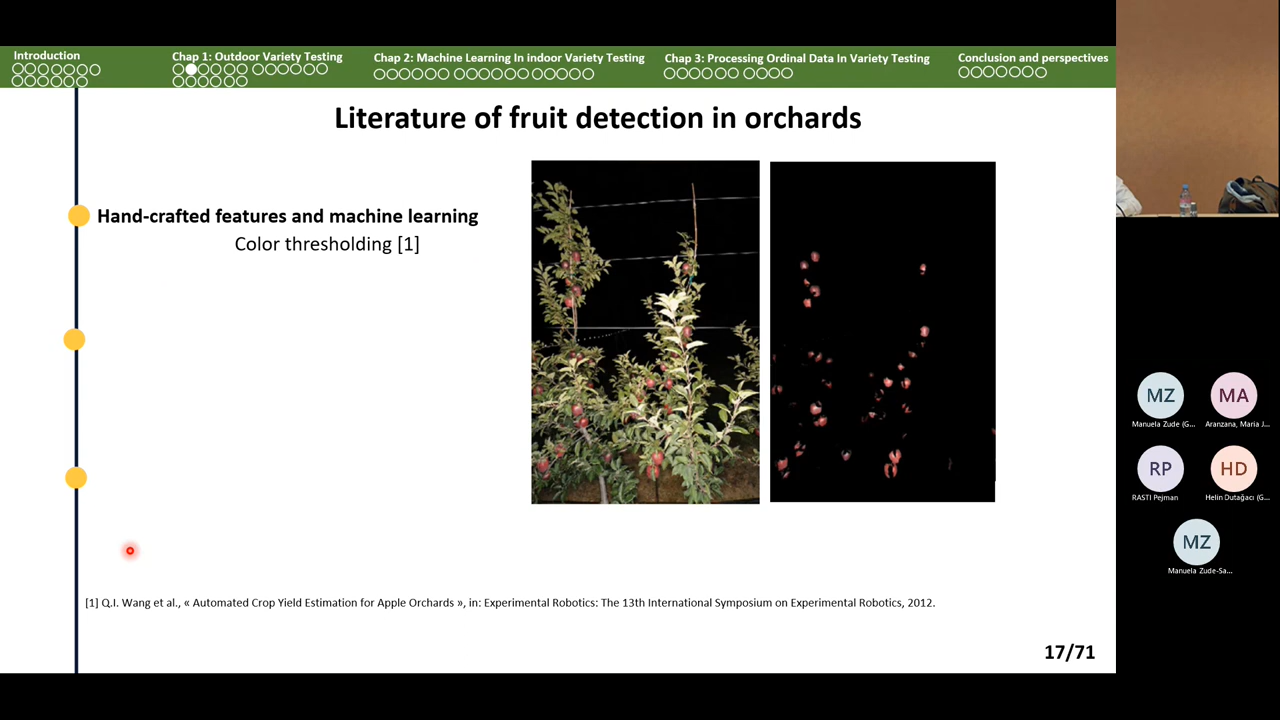 Introduction
Chap 1: Outdoor Variety Testing
Chap 2: Machine Learning In indoor Variety Testing
Chap 3: Processing Ordinal Data In Variety Testing
Conclusion and perspectives
Literature of fruit detection in orchards
Hand-crafted features and machine learning
Color thresholding [1]
[1] Q.I. Wang et al., « Automated Crop Yield Estimation for Apple Orchards », in: Experimental Robotics: The 13th International Symposium on Experimental Robotics, 2012.
17/71
MZ
Manuela Zude (G...
MA
Aranzana, Maria J...
RP
RASTI Pejman
HD
Helin Dutağacı (G...
MZ
Manuela Zude-Sa...